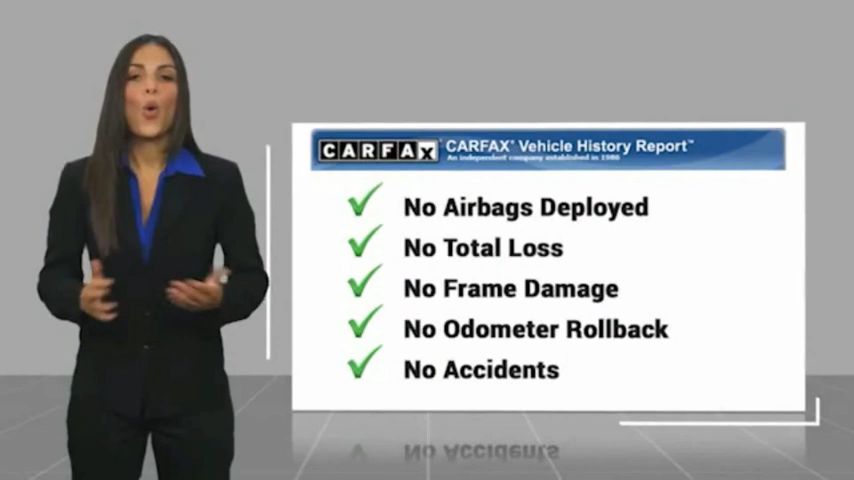 CARFAX CARFAX® Vehicle History Report™
An independent company established in 1986
No Airbags Deployed
No Total Loss
No Frame Damage
No Odometer Rollback
No Accidents
No Accidents